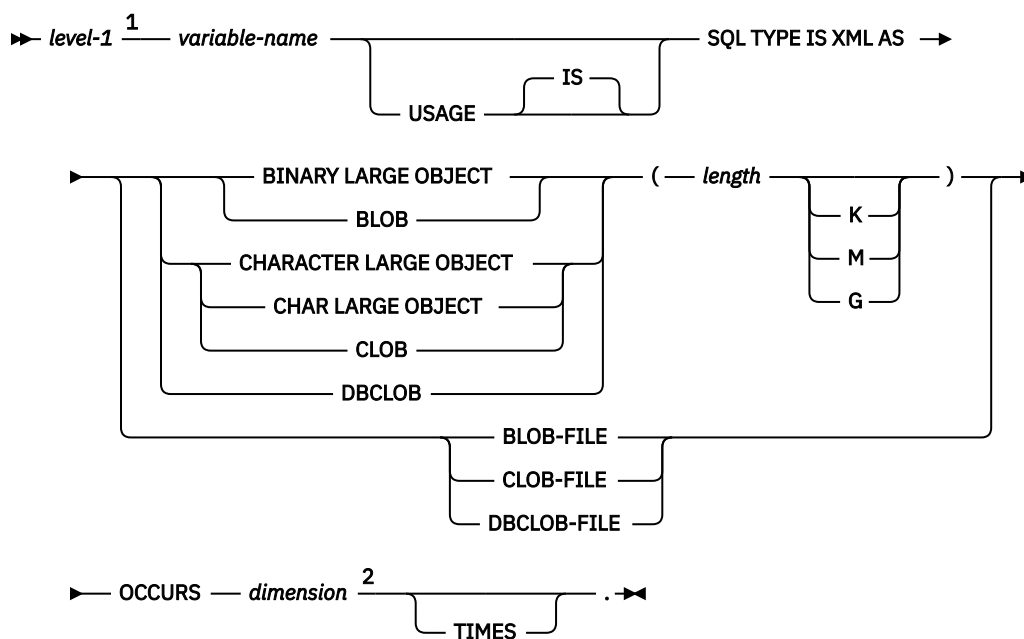 level-1 1 variable-name SQL TYPE IS XML AS
IS
USAGE
BINARY LARGE OBJECT ( length )
BLOB K
CHARACTER LARGE OBJECT M
CHAR LARGE OBJECT G
CLOB
DBCLOB
BLOB-FILE
CLOB-FILE
DBCLOB-FILE
OCCURS dimension 2 .
TIMES